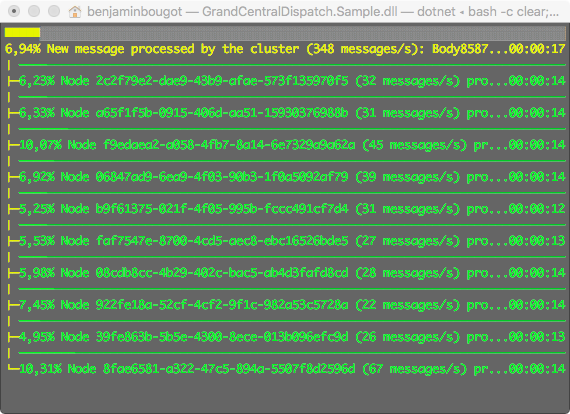 benjaminbougot — GrandCentralDispatch.Sample.dll — dotnet ◂ bash -c clear;...
6,94% New message processed by the cluster (348 messages/s): Body8587...00:00:17
6,23% Node 2c2f79e2-dae9-43b9-afae-573f135970f5 (32 messages/s) pro...00:00:14
6,33% Node a65f1f5b-0915-406d-aa51-15930376988b (31 messages/s) pro...00:00:14
10,07% Node f9edaea2-a058-4fb7-8a14-6e7329a9a62a (45 messages/s) pr...00:00:14
6,92% Node 06847ad9-6ea9-4f03-90b3-1f0a5092af79 (39 messages/s) pro...00:00:14
5,25% Node b9f61375-021f-4f05-995b-fccc491cf7d4 (31 messages/s) pro...00:00:12
5,53% Node faf7547e-8700-4cd5-aec8-ebc16526bde5 (27 messages/s) pro...00:00:13
5,98% Node 08cdb8cc-4b29-402c-bac5-ab4d3fafd8cd (28 messages/s) pro...00:00:14
7,45% Node 922fe18a-52cf-4cf2-9f1c-982a53c5728a (22 messages/s) pro...00:00:14
4,95% Node 39fe863b-5b5e-4300-8ece-013b096efc9d (26 messages/s) pro...00:00:13
10,31% Node 8fae6581-a322-47c5-894a-5507f8d2596d (67 messages/s) pr...00:00:14